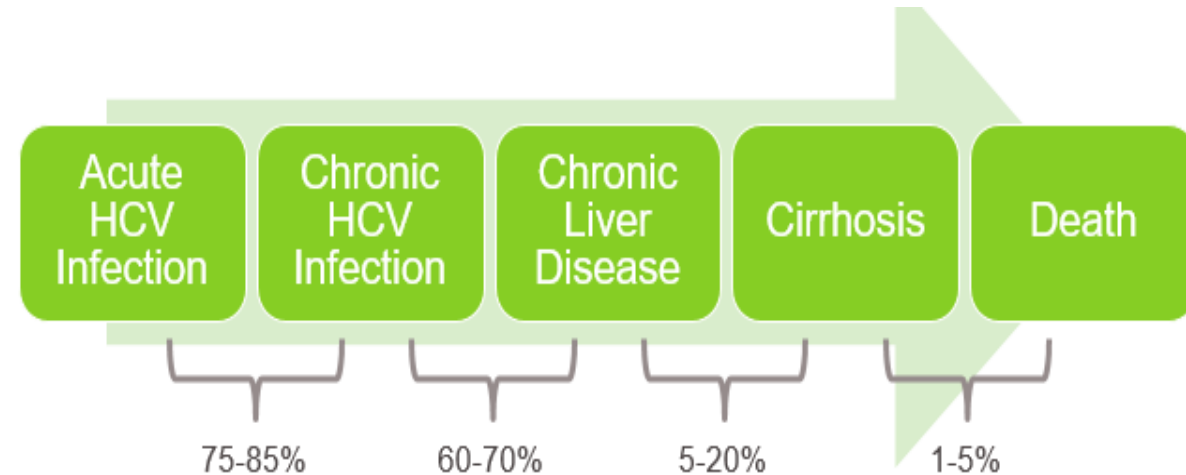 Acute
HCV
Infection
Chronic
HCV
Infection
Chronic
Liver
Disease
Cirrhosis
Death
75-85%
60-70%
5-20%
1-5%